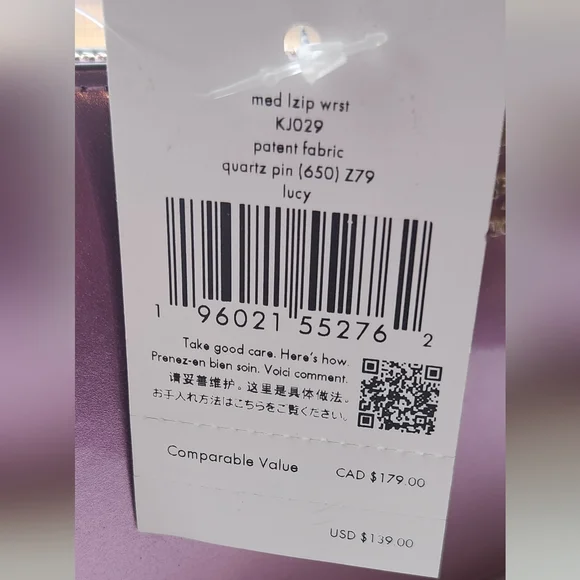 med lzip wrst
KJ029
patent fabric
quartz pin (650) Z79
lucy
1 96021 55276 2
Take good care. Here's how.
Prenez-en bien soin. Voici comment.
请妥善维护。这里是具体做法。
お手入れ方法はこちらをご覧ください。
Comparable Value CAD $179.00
USD $139.00